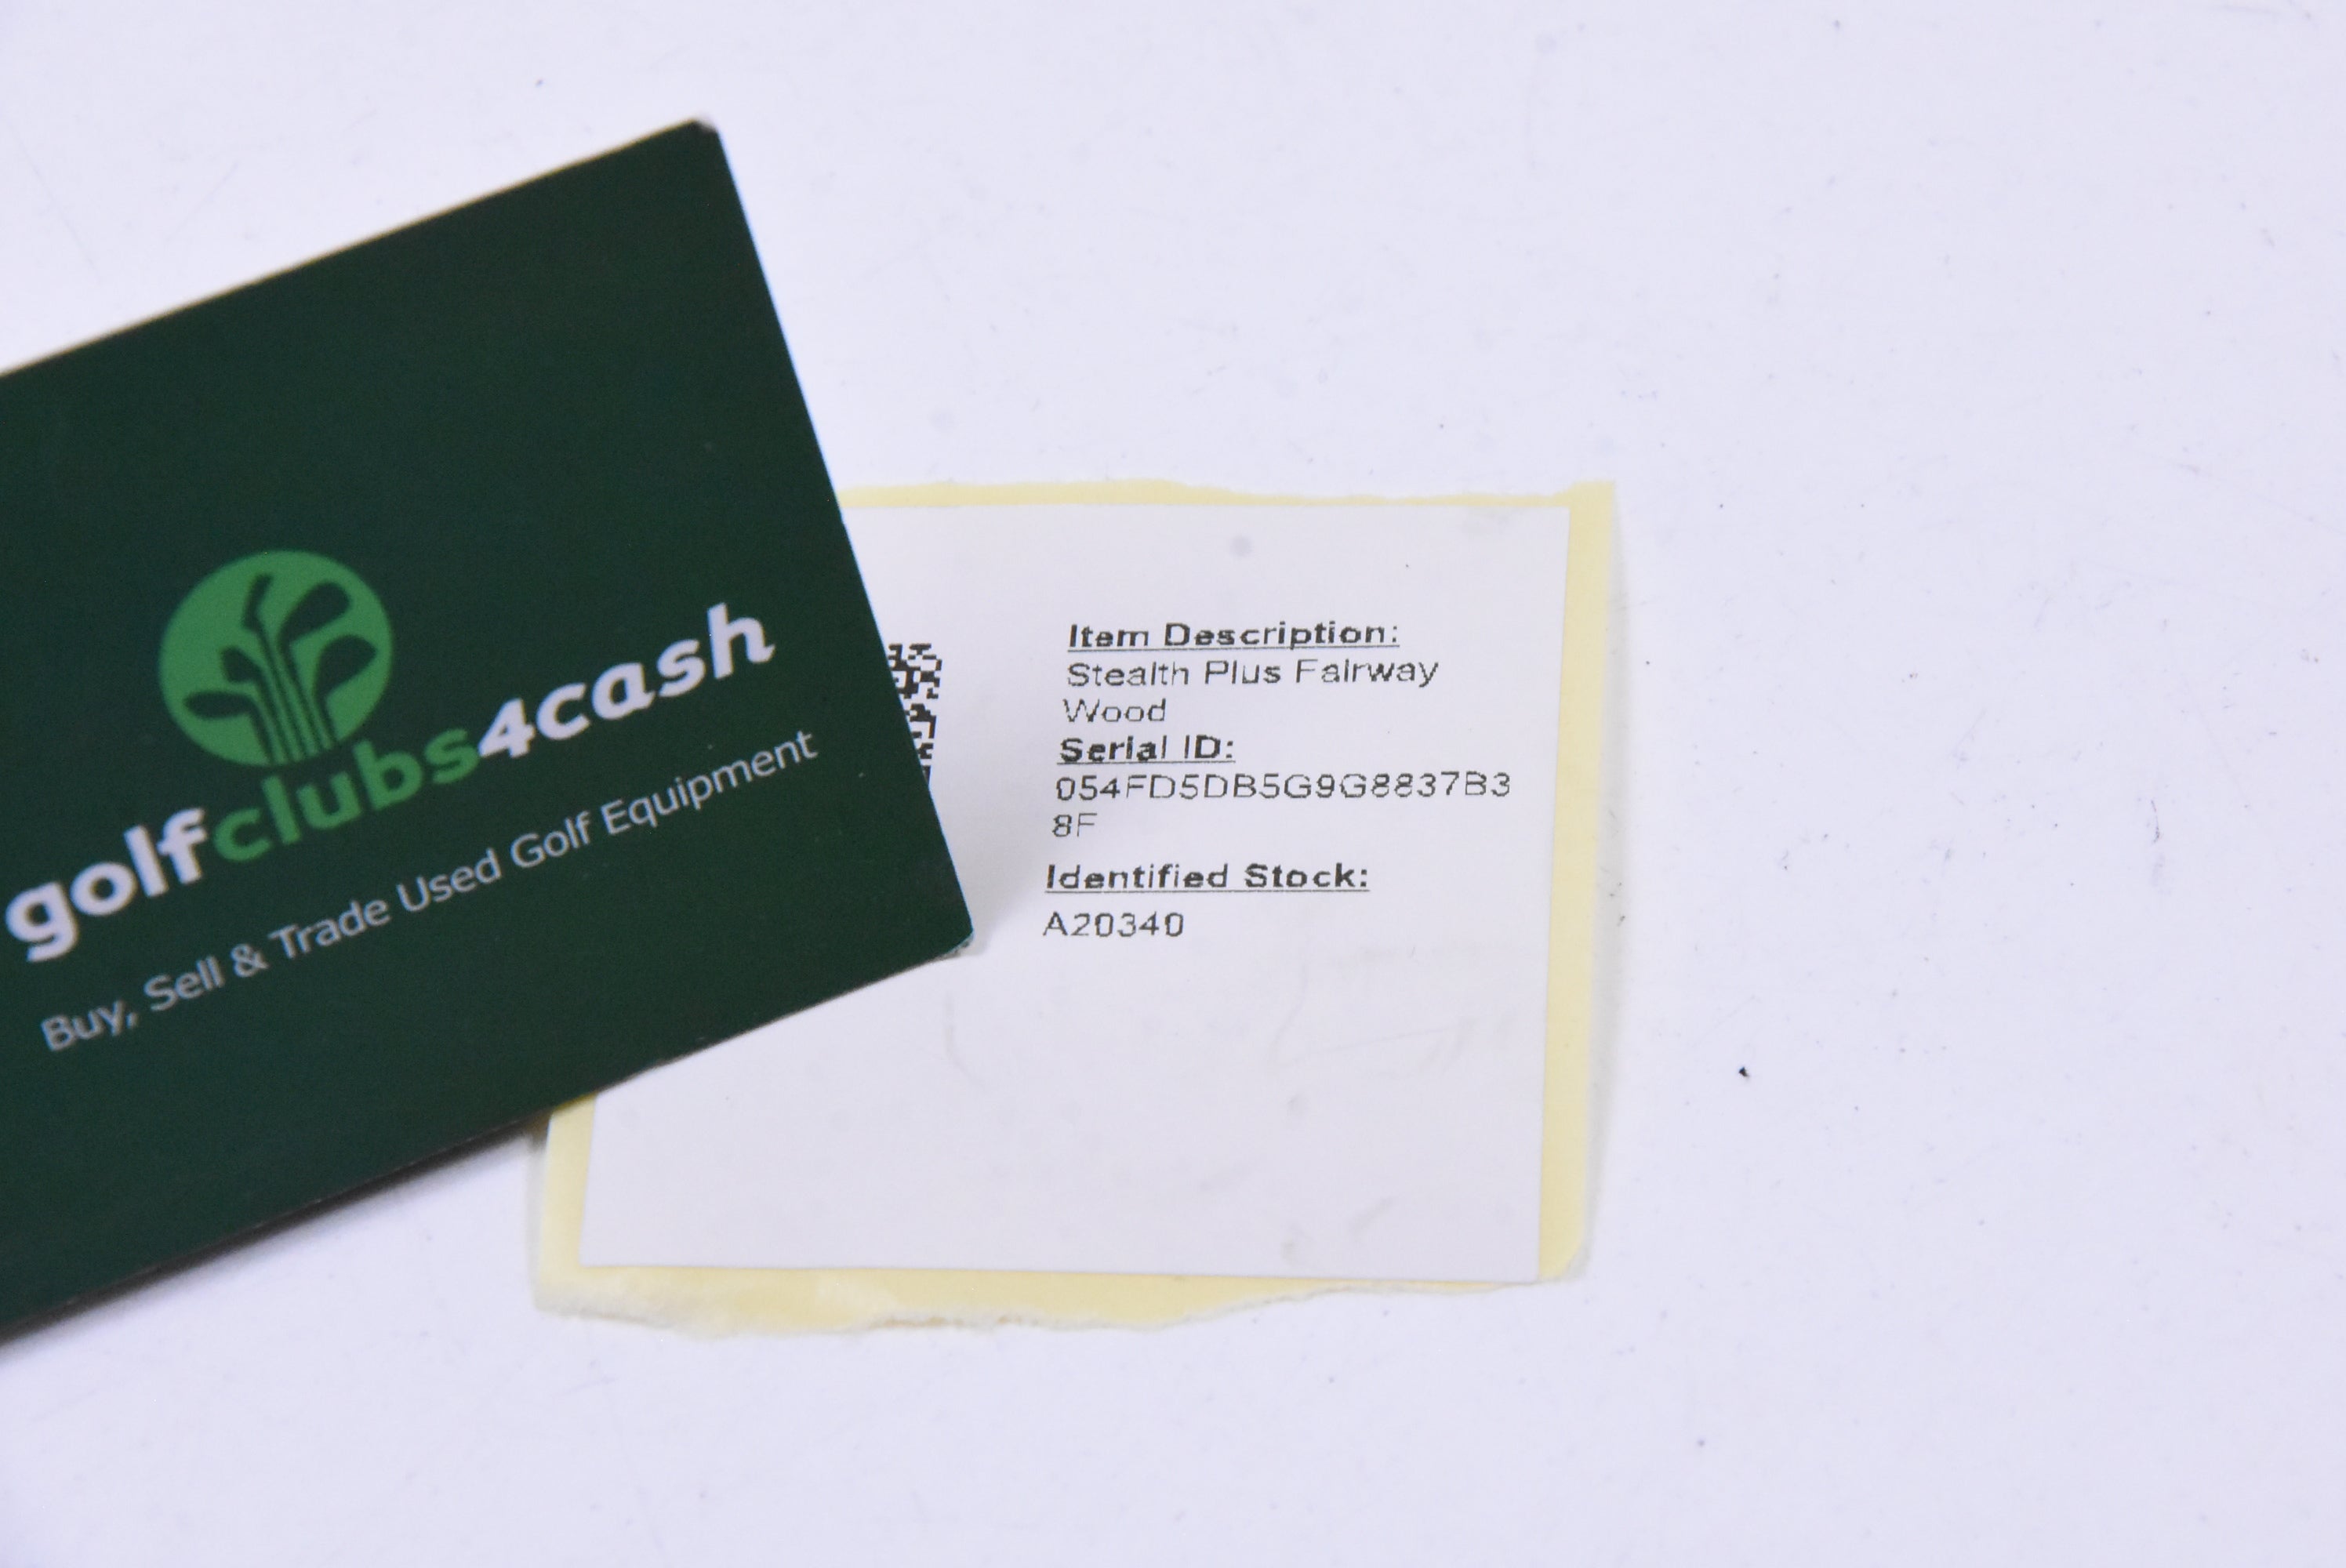 golfclubs4cash
Buy, Sell & Trade Used Golf Equipment
Item Description:
Stealth Plus Fairway
Wood
Serial ID:
054FD5DB5G9G8837B3
8F
Identified Stock:
A20340